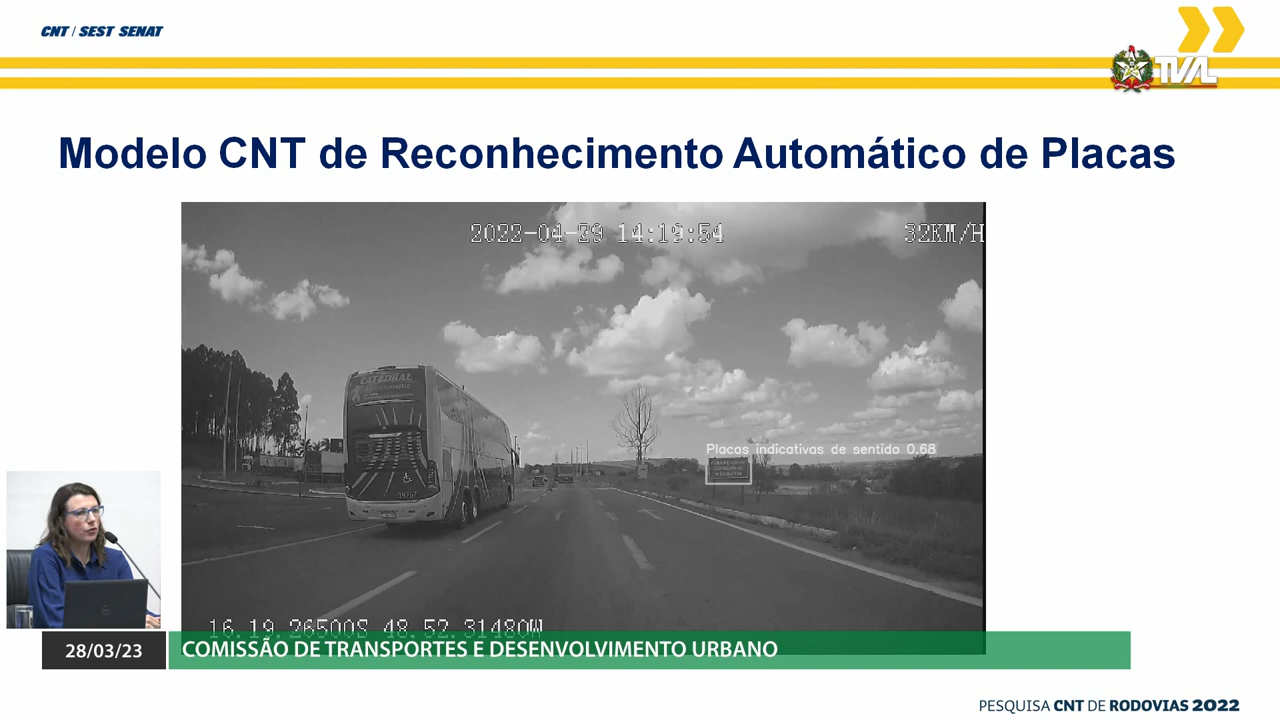 CNT / SEST SENAT
TVAL
Modelo CNT de Reconhecimento Automático de Placas
2022-04-29 14:19:54
32KM/H
CATEDRAL
Placas indicativas de sentido 0.68
16.19.26500S 48.52.31480W
28/03/23
COMISSÃO DE TRANSPORTES E DESENVOLVIMENTO URBANO
PESQUISA CNT DE RODOVIAS 2022